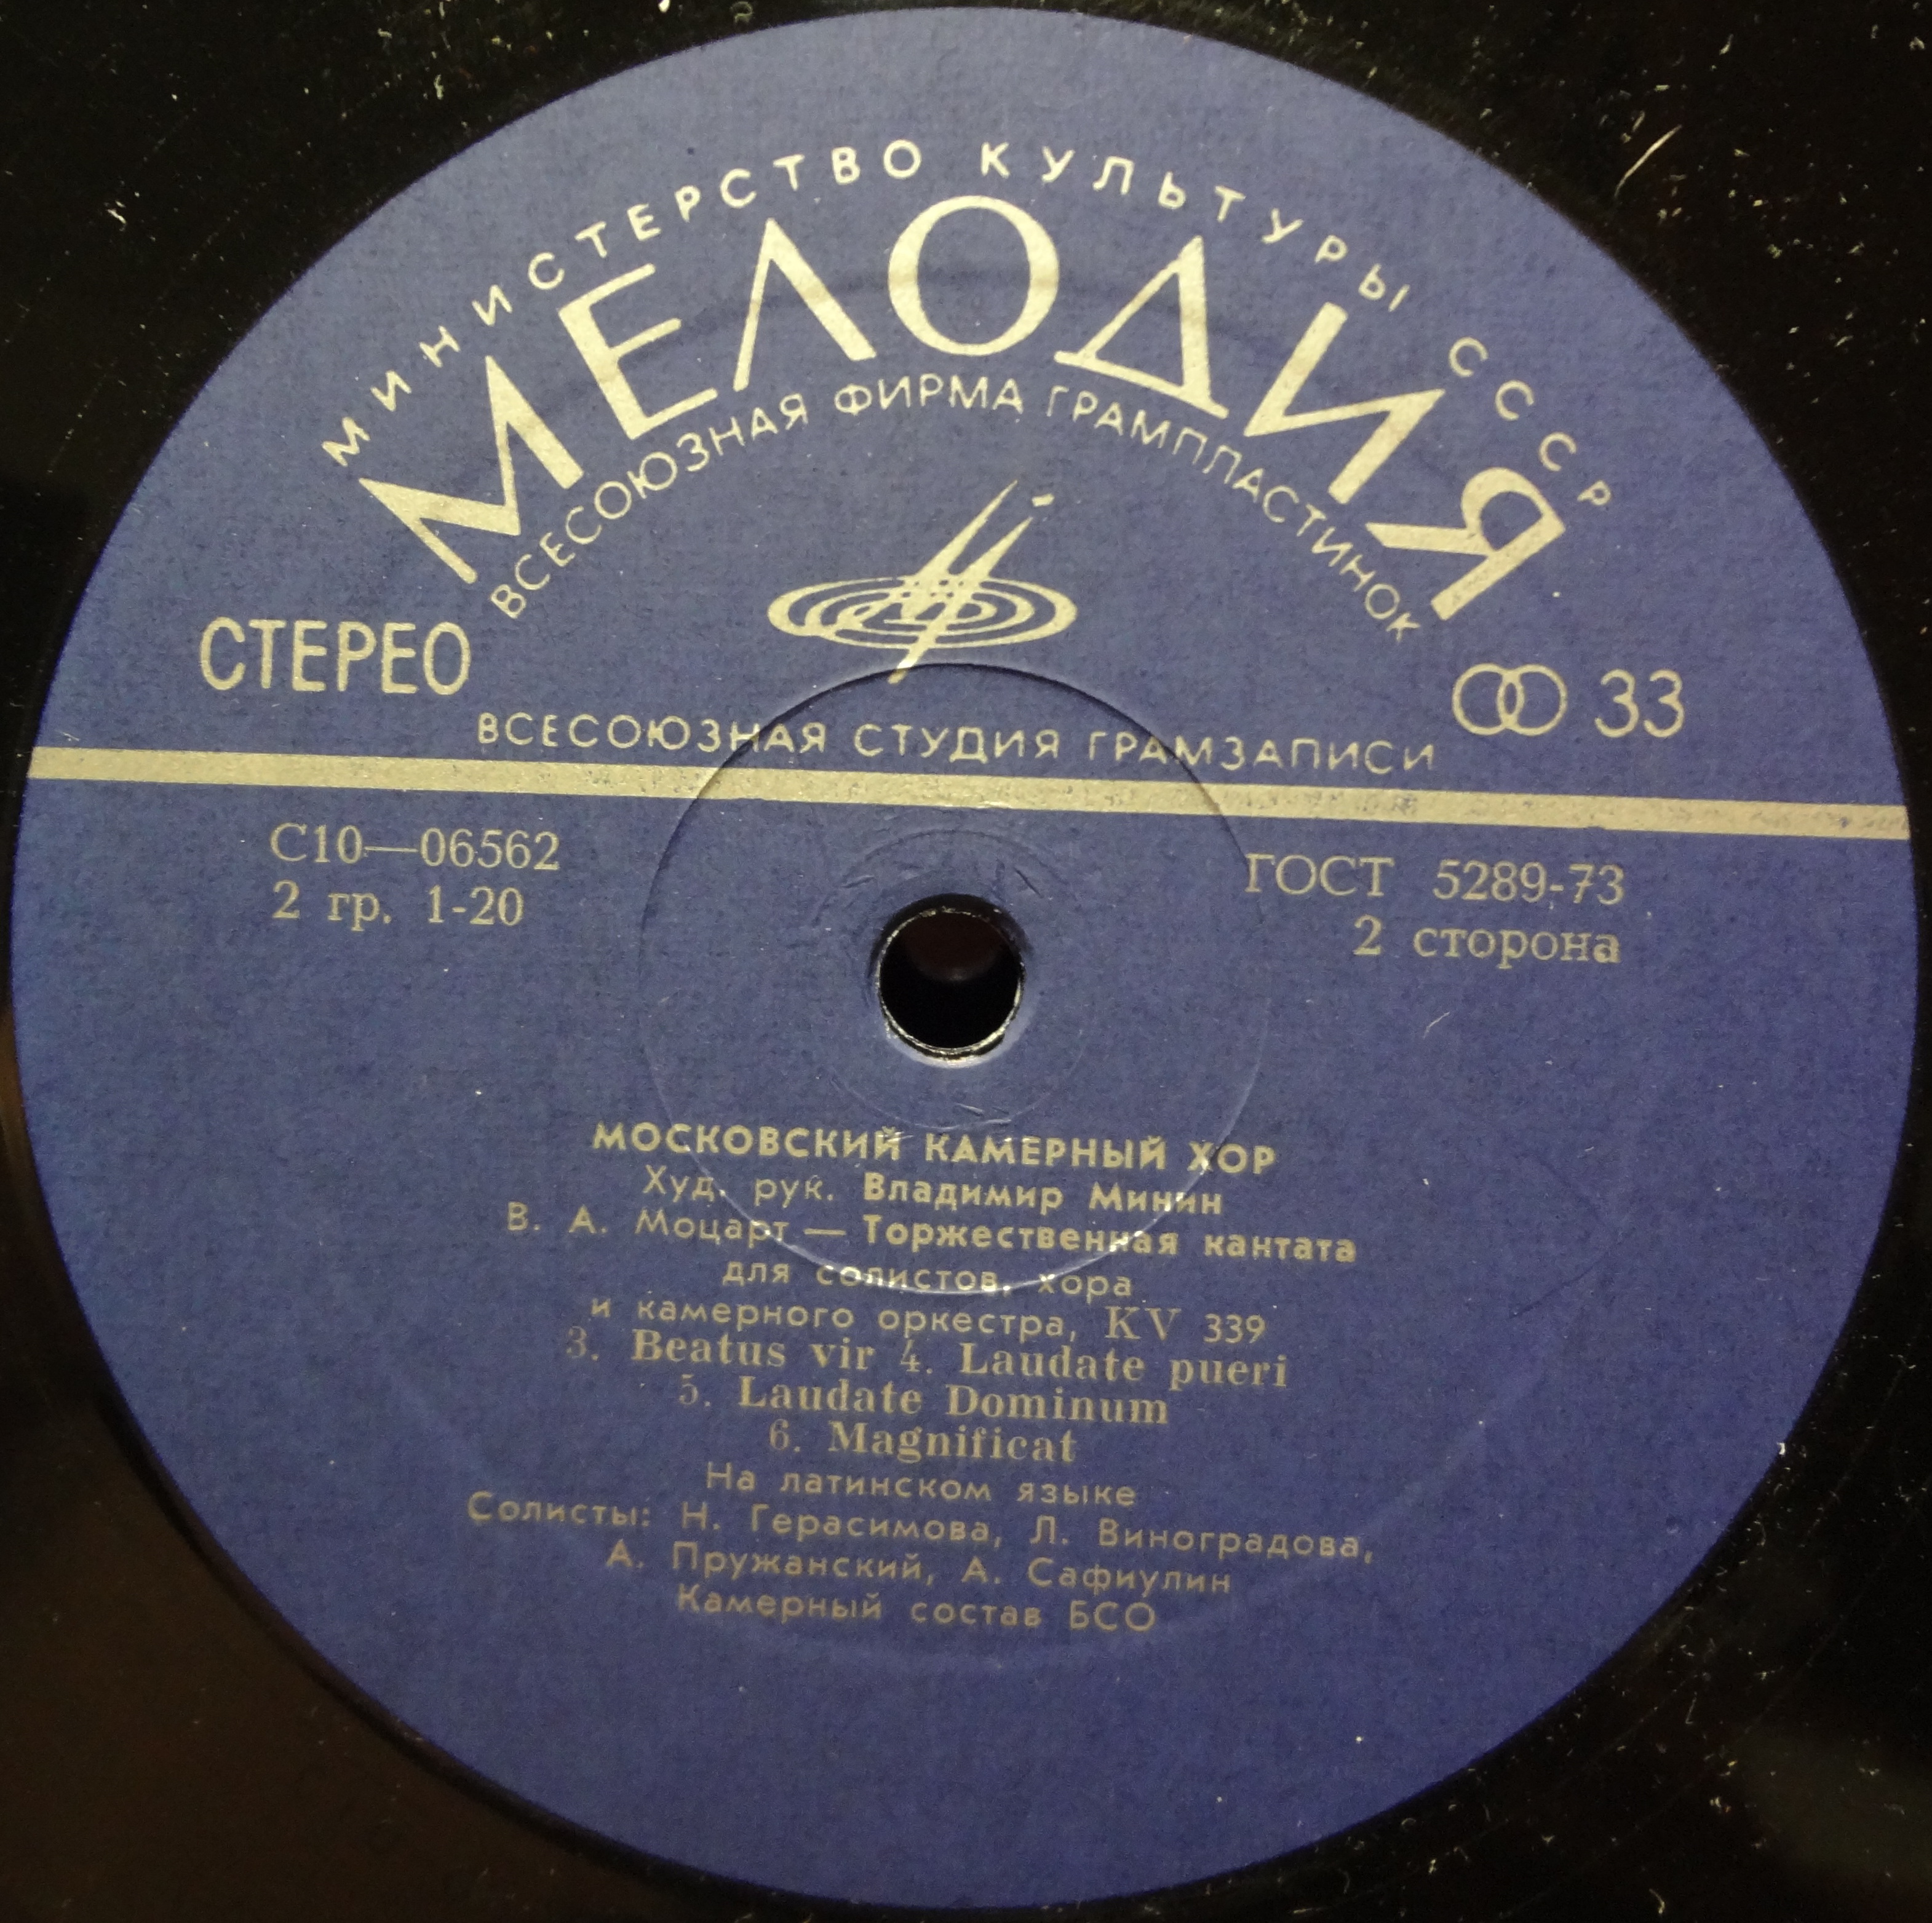 МИНИСТЕРСТВО КУЛЬТУРЫ СССР
МЕЛОДИЯ
ВСЕСОЮЗНАЯ ФИРМА ГРАМПЛАСТИНОК
СТЕРЕО
33
ВСЕСОЮЗНАЯ СТУДИЯ ГРАМЗАПИСИ
С10—06562
2 гр. 1-20
ГОСТ 5289-73
2 сторона
МОСКОВСКИЙ КАМЕРНЫЙ ХОР
Худ. рук. Владимир Минин
В. А. Моцарт — Торжественная кантата
для солистов, хора
и камерного оркестра, KV 339
3. Beatus vir 4. Laudate pueri
5. Laudate Dominum
6. Magnificat
На латинском языке
Солисты: Н. Герасимова, Л. Виноградова,
А. Пружанский, А. Сафиулин
Камерный состав БСО